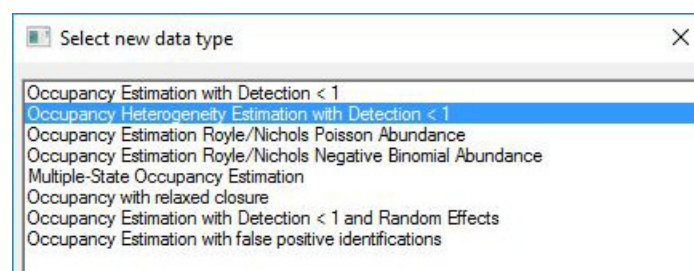 Select new data type
Occupancy Estimation with Detection < 1
Occupancy Heterogeneity Estimation with Detection < 1
Occupancy Estimation Royle/Nichols Poisson Abundance
Occupancy Estimation Royle/Nichols Negative Binomial Abundance
Multiple-State Occupancy Estimation
Occupancy with relaxed closure
Occupancy Estimation with Detection < 1 and Random Effects
Occupancy Estimation with false positive identifications